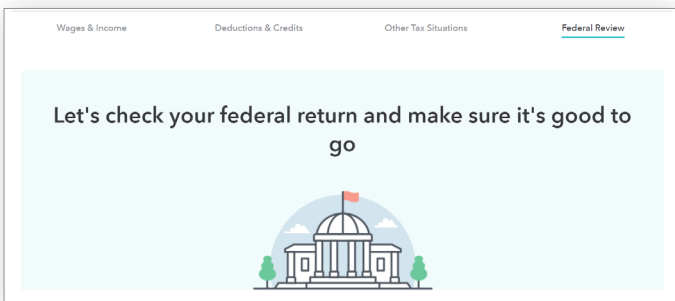 Wages & Income Deductions & Credits Other Tax Situations Federal Review
Let's check your federal return and make sure it's good to
go